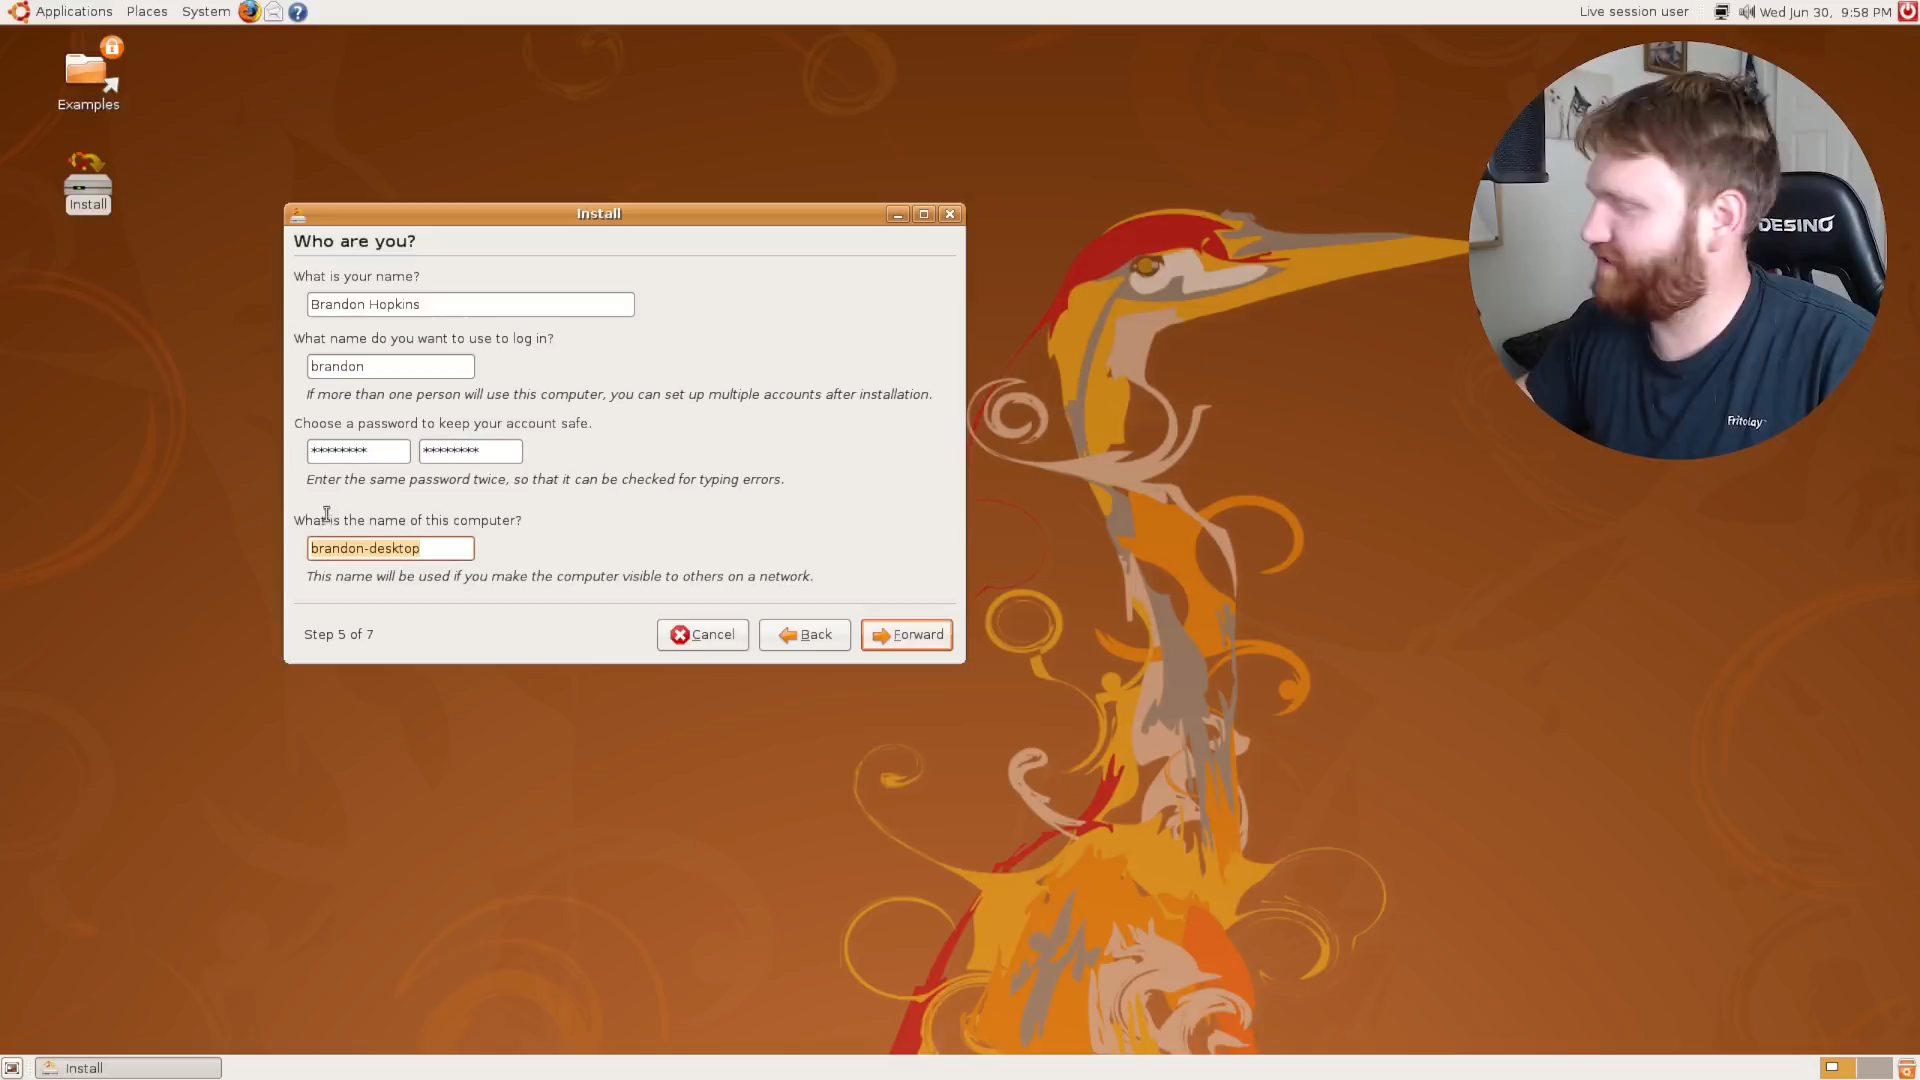 Applications Places System
Live session user Wed Jun 30, 9:58 PM
Examples
Install
Install
Who are you?
What is your name?
Brandon Hopkins
What name do you want to use to log in?
brandon
If more than one person will use this computer, you can set up multiple accounts after installation.
Choose a password to keep your account safe.
******** ********
Enter the same password twice, so that it can be checked for typing errors.
What is the name of this computer?
brandon-desktop
This name will be used if you make the computer visible to others on a network.
Step 5 of 7
Cancel Back Forward
DESINO
Fritolay
Install